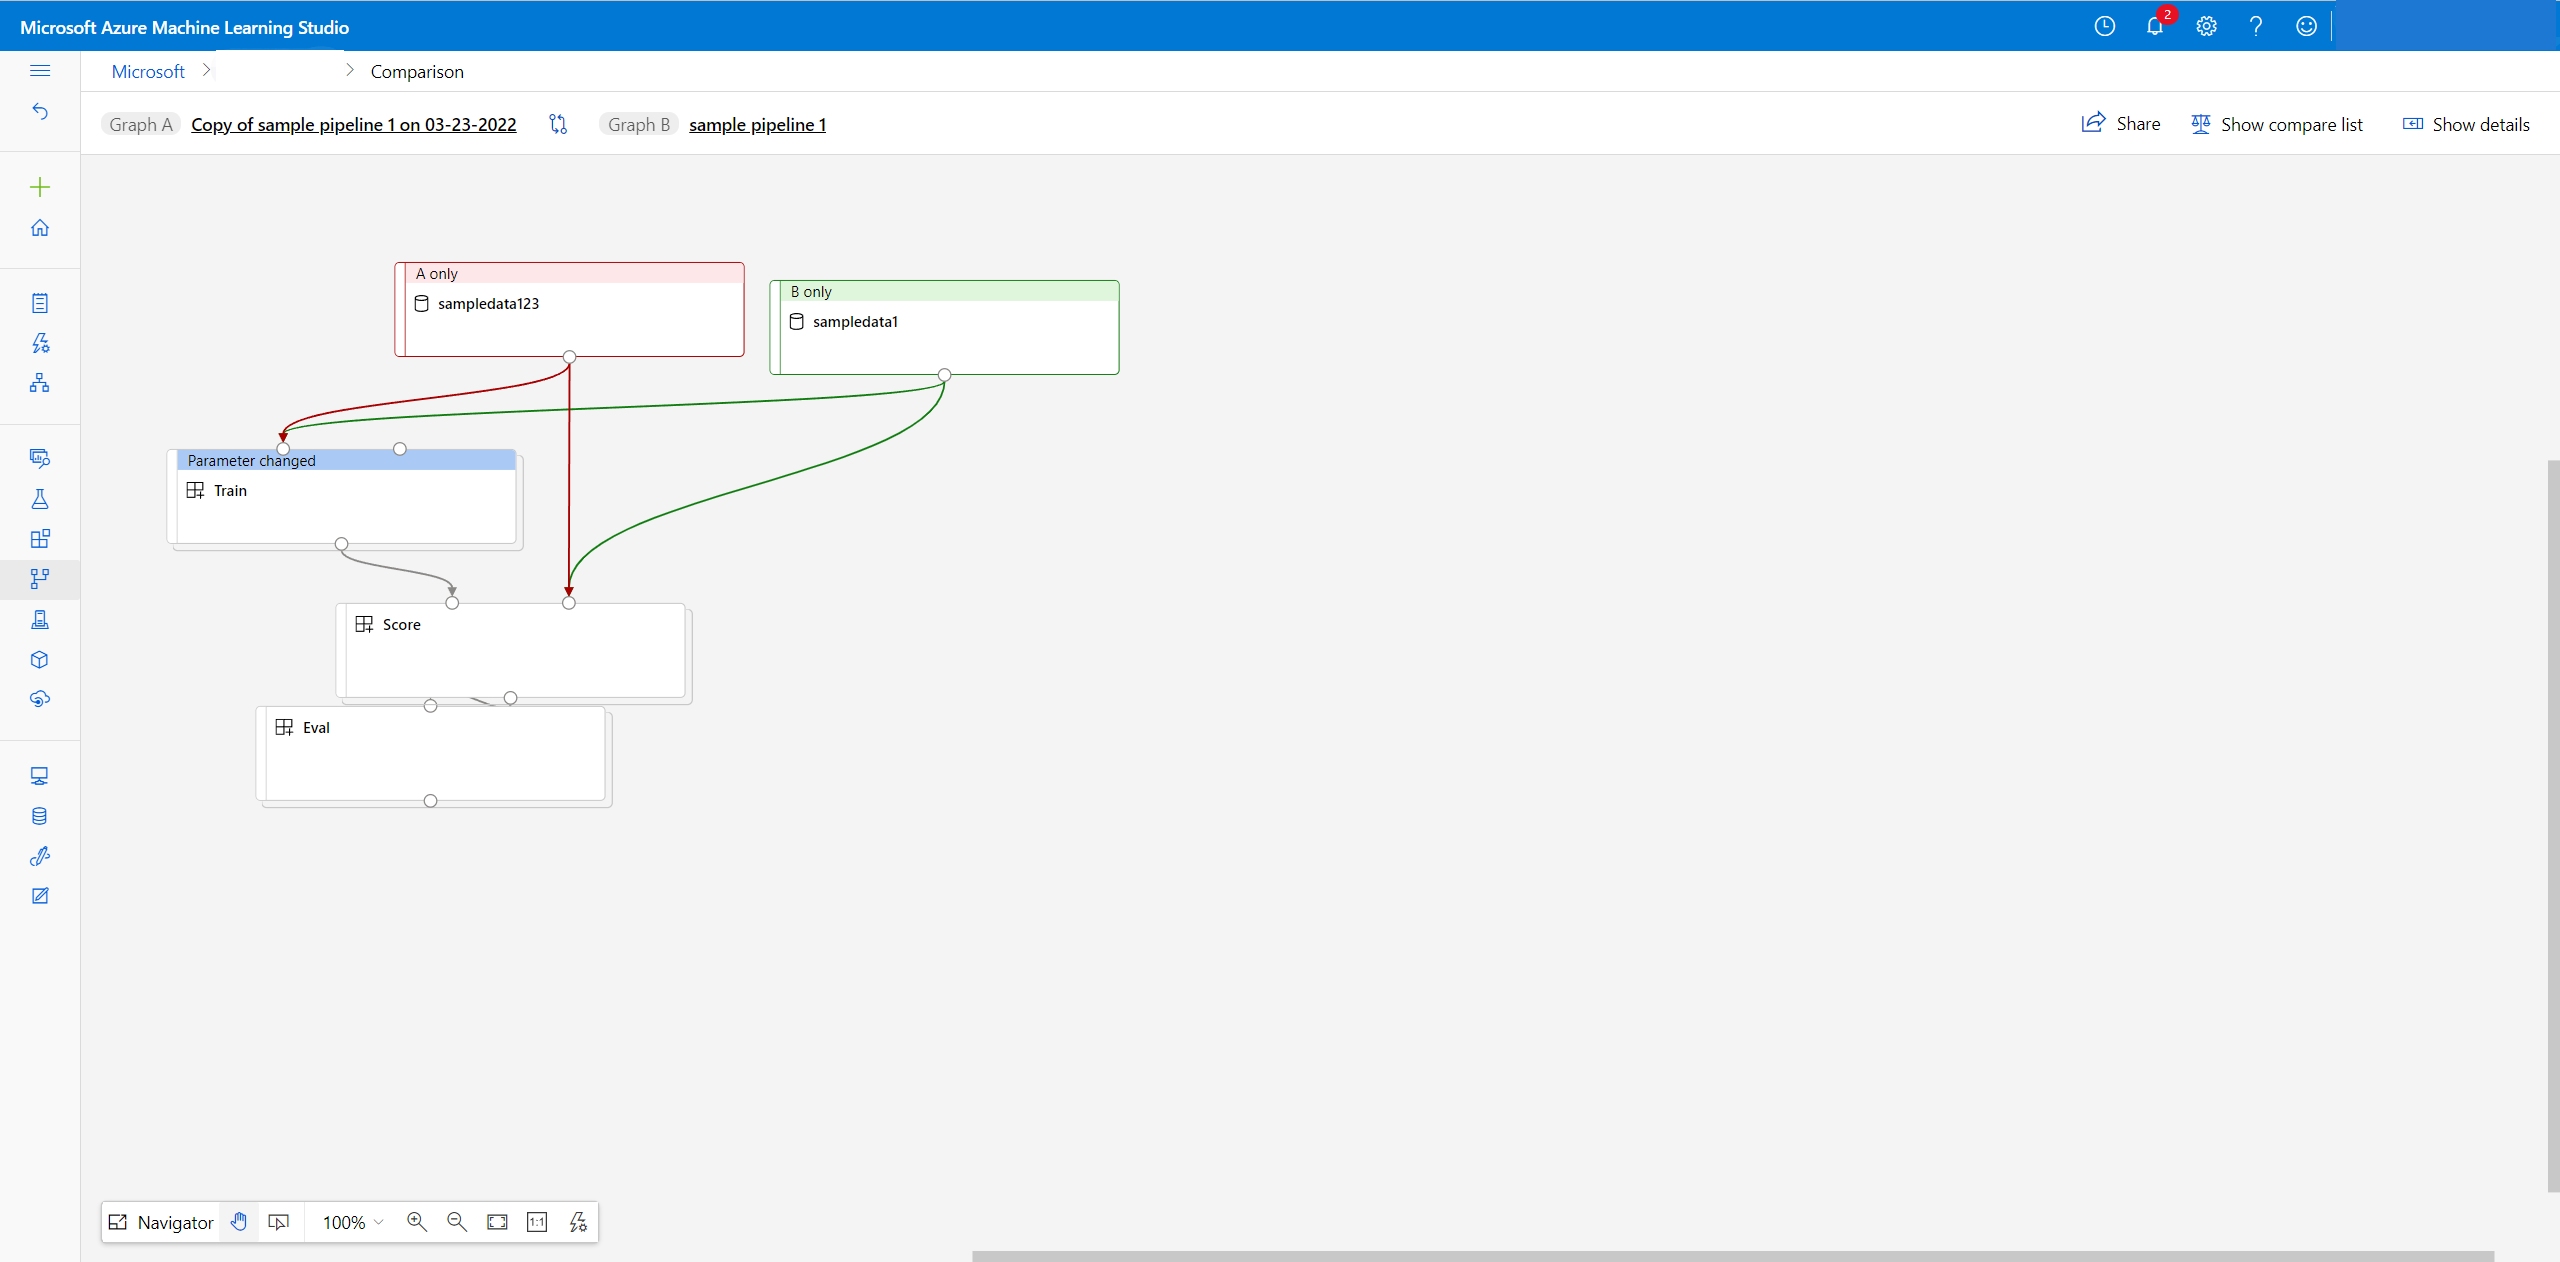 Microsoft Azure Machine Learning Studio
2
Microsoft
Comparison
Graph A Copy of sample pipeline 1 on 03-23-2022
Graph B sample pipeline 1
Share
Show compare list
Show details
A only
sampledata123
B only
sampledata1
Parameter changed
Train
Score
Eval
Navigator
100%
1:1